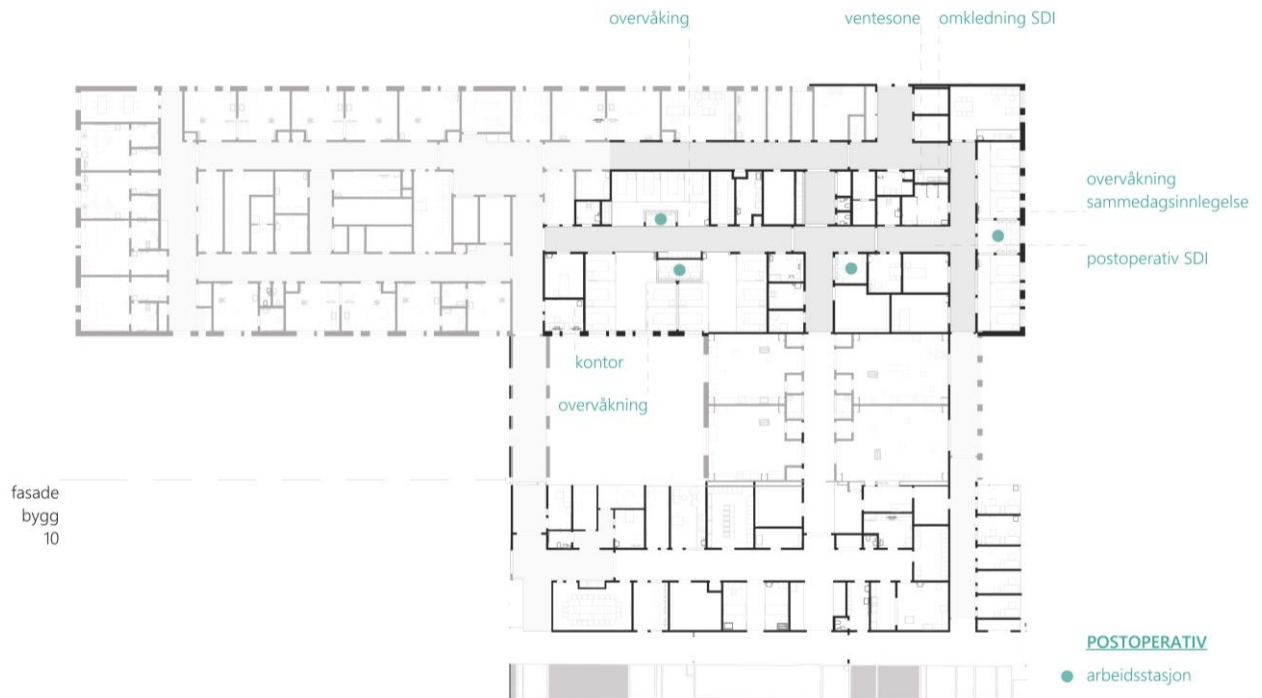 overvåking
ventesone
omkledning SDI
overvåkning
sammedagsinnlegelse
postoperativ SDI
kontor
overvåkning
fasade
bygg
10
POSTOPERATIV
arbeidsstasjon